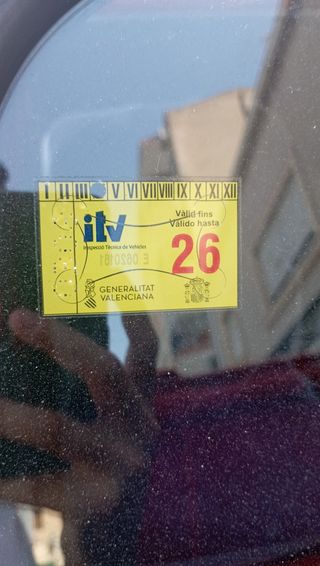 I II III V VI VII VIII IX X XI XII
itv
Inspecció Tècnica de Vehicles
Vàlid fins
Válido hasta
26
E 0620181
GENERALITAT
VALENCIANA